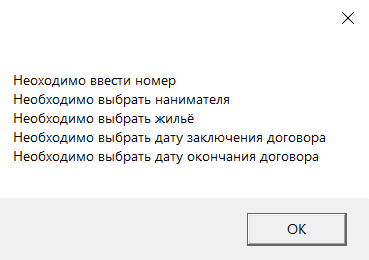 Неоходимо ввести номер
Необходимо выбрать нанимателя
Необходимо выбрать жильё
Необходимо выбрать дату заключения договора
Необходимо выбрать дату окончания договора
ОК